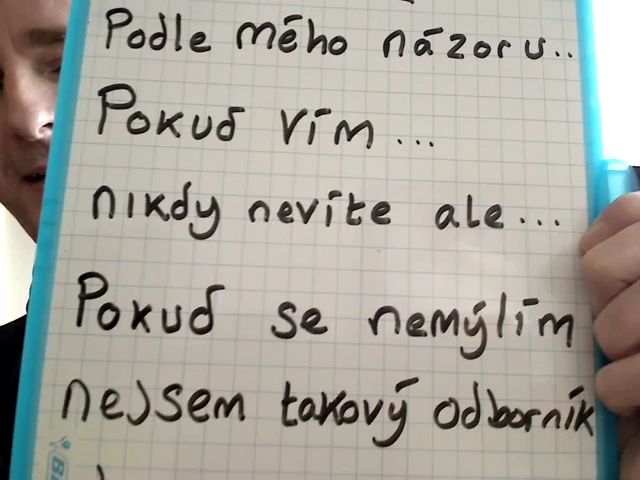 Podle mého názoru..
Pokud vím...
nikdy nevíte ale...
Pokud se nemýlím
nejsem takový odborník